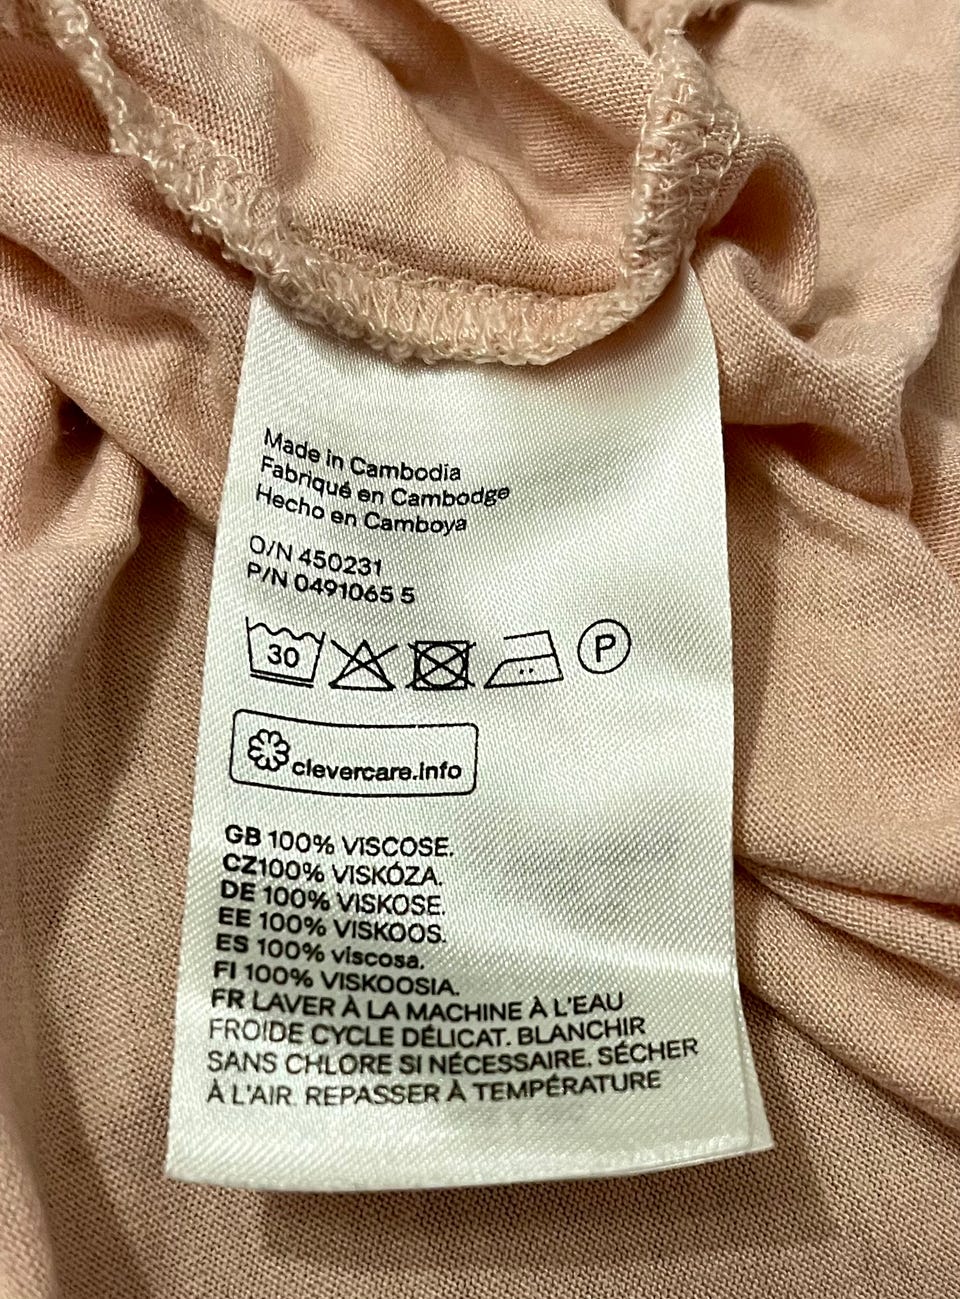 Made in Cambodia
Fabriqué en Cambodge
Hecho en Camboya
O/N 450231
P/N 0491065 5
30 P
clevercare.info
GB 100% VISCOSE.
CZ100% VISKÓZA.
DE 100% VISKOSE.
EE 100% VISKOOS.
ES 100% viscosa.
FI 100% VISKOOSIA.
FR LAVER À LA MACHINE À L'EAU
FROIDE CYCLE DÉLICAT. BLANCHIR
SANS CHLORE SI NÉCESSAIRE. SÉCHER
À L'AIR. REPASSER À TEMPÉRATURE